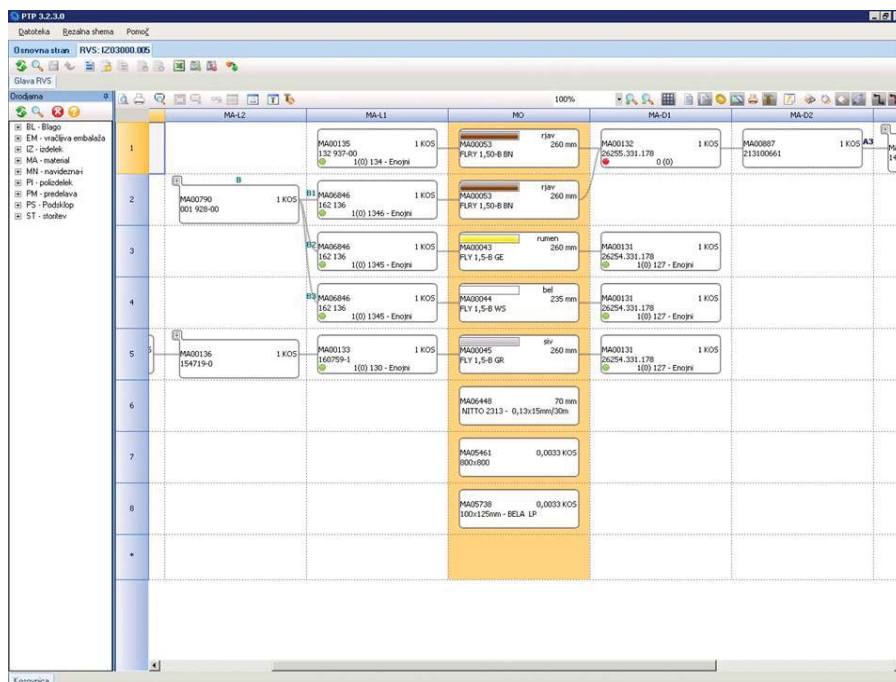 PTP 3.2.3.0
Datoteka Rezalna shema Pomoč
Osnovna stran RVS: IZ03000.005
Glava RVS
Orodjarna
100%
BL - Blago
EM - vračljiva embalaža
IZ - izdelek
MA - material
MN - navidezna-i
PI - polizdelek
PM - predelava
PS - Podsklop
ST - storitev
MA-L2 MA-L1 MO MA-D1 MA-D2
1
MA00135 1 KOS
132 937-00
1(0) 134 - Enojni
rjav
MA00053 260 mm
FLRY 1,50-B BN
MA00132 1 KOS
26255.331.178
0 (0)
MA00887 1 KOS
213100661
A3
2
B
MA00790 1 KOS
001 928-00
B1
MA06846 1 KOS
162 136
1(0) 1346 - Enojni
rjav
MA00053 260 mm
FLRY 1,50-B BN
3
B2
MA06846 1 KOS
162 136
1(0) 1345 - Enojni
rumen
MA00043 260 mm
FLY 1,5-B GE
MA00131 1 KOS
26254.331.178
1(0) 127 - Enojni
4
B3
MA06846 1 KOS
162 136
1(0) 1345 - Enojni
bel
MA00044 235 mm
FLY 1,5-B WS
MA00131 1 KOS
26254.331.178
1(0) 127 - Enojni
5
MA00136 1 KOS
154719-0
MA00133 1 KOS
160759-1
1(0) 130 - Enojni
siv
MA00045 260 mm
FLY 1,5-B GR
MA00131 1 KOS
26254.331.178
1(0) 127 - Enojni
6
MA06448 70 mm
NITTO 2313 - 0,13x15mm/30m
7
MA05461 0,0033 KOS
800x800
8
MA05738 0,0033 KOS
100x125mm - BELA LP
*